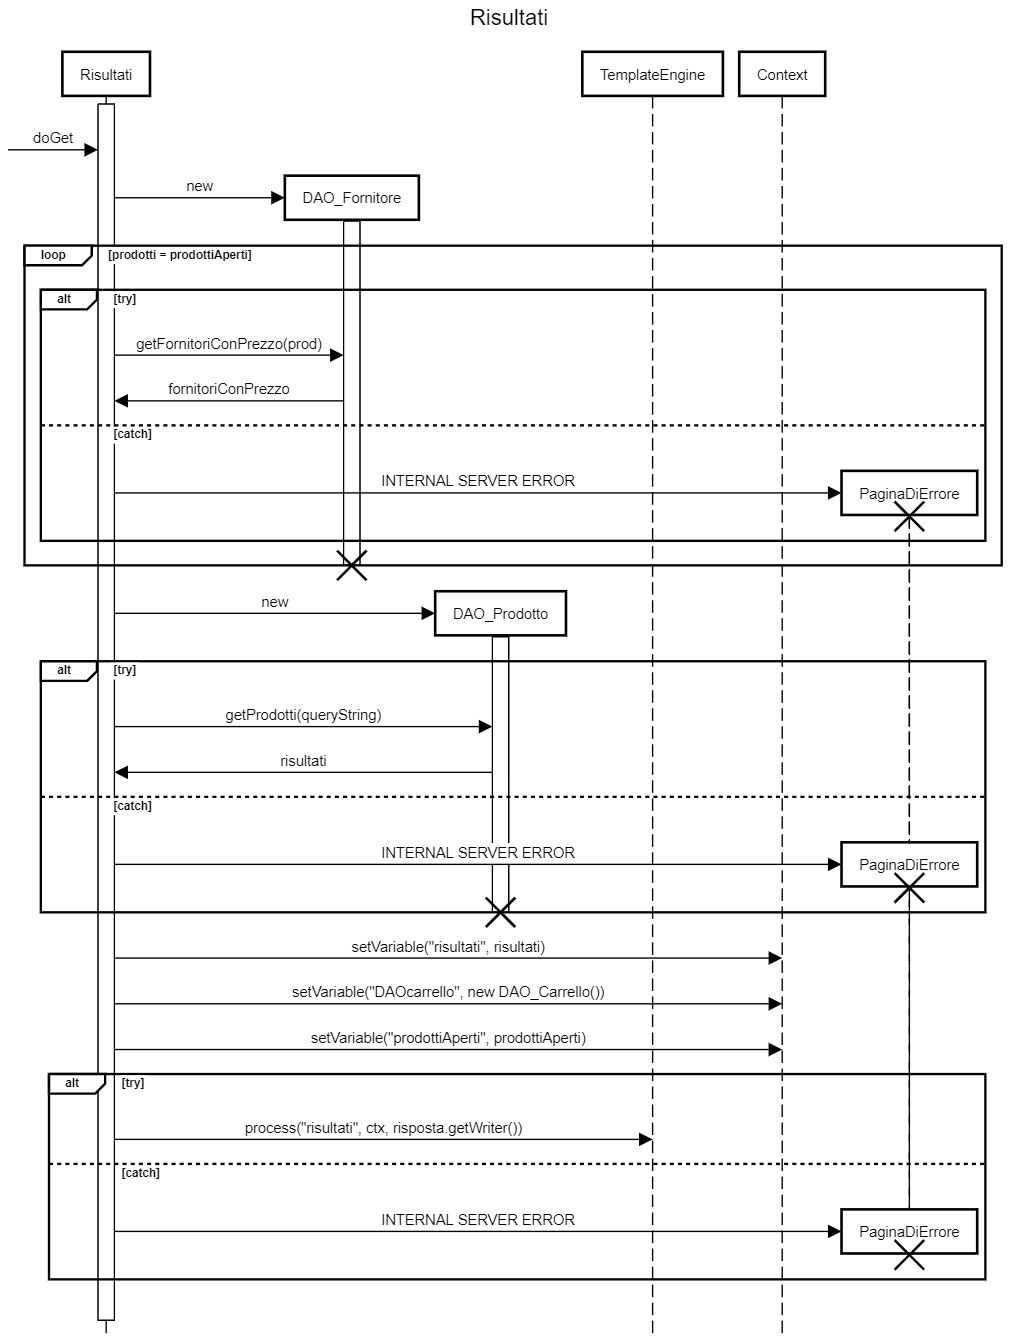 Risultati
Risultati
TemplateEngine
Context
doGet
new
DAO_Fornitore
loop
[prodotti = prodottiAperti]
alt
[try]
getFornitoriConPrezzo(prod)
fornitoriConPrezzo
[catch]
INTERNAL SERVER ERROR
PaginaDiErrore
new
DAO_Prodotto
alt
[try]
getProdotti(queryString)
risultati
[catch]
INTERNAL SERVER ERROR
PaginaDiErrore
setVariable("risultati", risultati)
setVariable("DAOcarrello", new DAO_Carrello())
setVariable("prodottiAperti", prodottiAperti)
alt
[try]
process("risultati", ctx, risposta.getWriter())
[catch]
INTERNAL SERVER ERROR
PaginaDiErrore